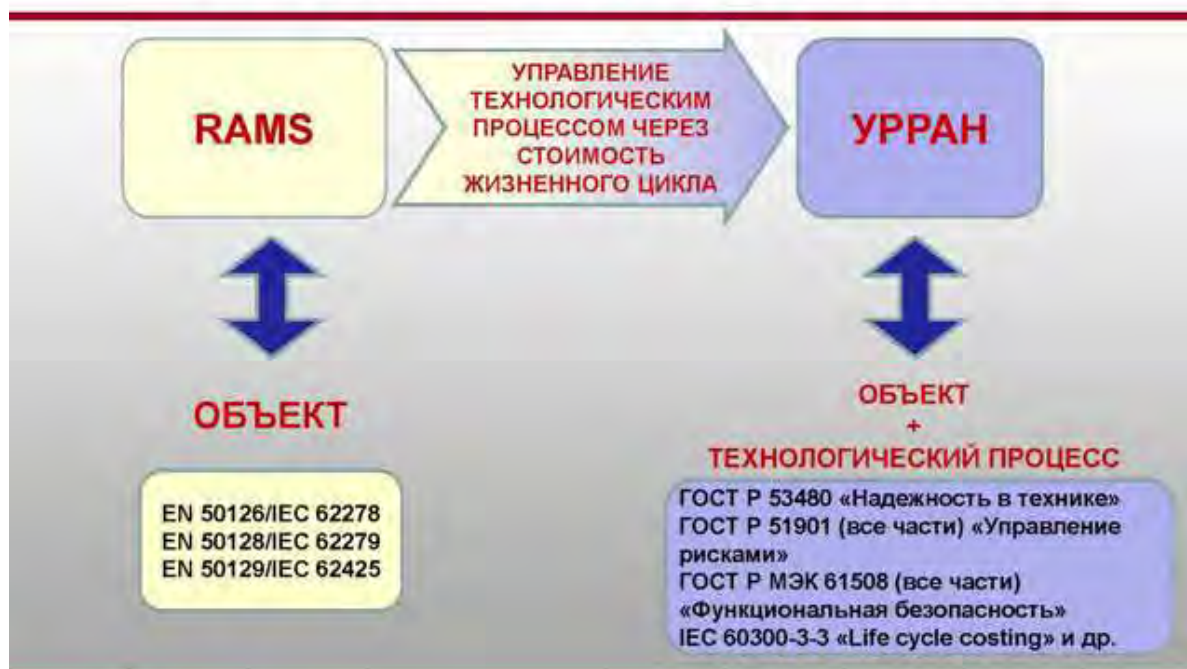 RAMS
УПРАВЛЕНИЕ
ТЕХНОЛОГИЧЕСКИМ
ПРОЦЕССОМ ЧЕРЕЗ
СТОИМОСТЬ
ЖИЗНЕННОГО ЦИКЛА
УРРАН
ОБЪЕКТ
EN 50126/IEC 62278
EN 50128/IEC 62279
EN 50129/IEC 62425
ОБЪЕКТ
+
ТЕХНОЛОГИЧЕСКИЙ ПРОЦЕСС
ГОСТ Р 53480 «Надежность в технике»
ГОСТ Р 51901 (все части) «Управление
рисками»
ГОСТ Р МЭК 61508 (все части)
«Функциональная безопасность»
IEC 60300-3-3 «Life cycle costing» и др.